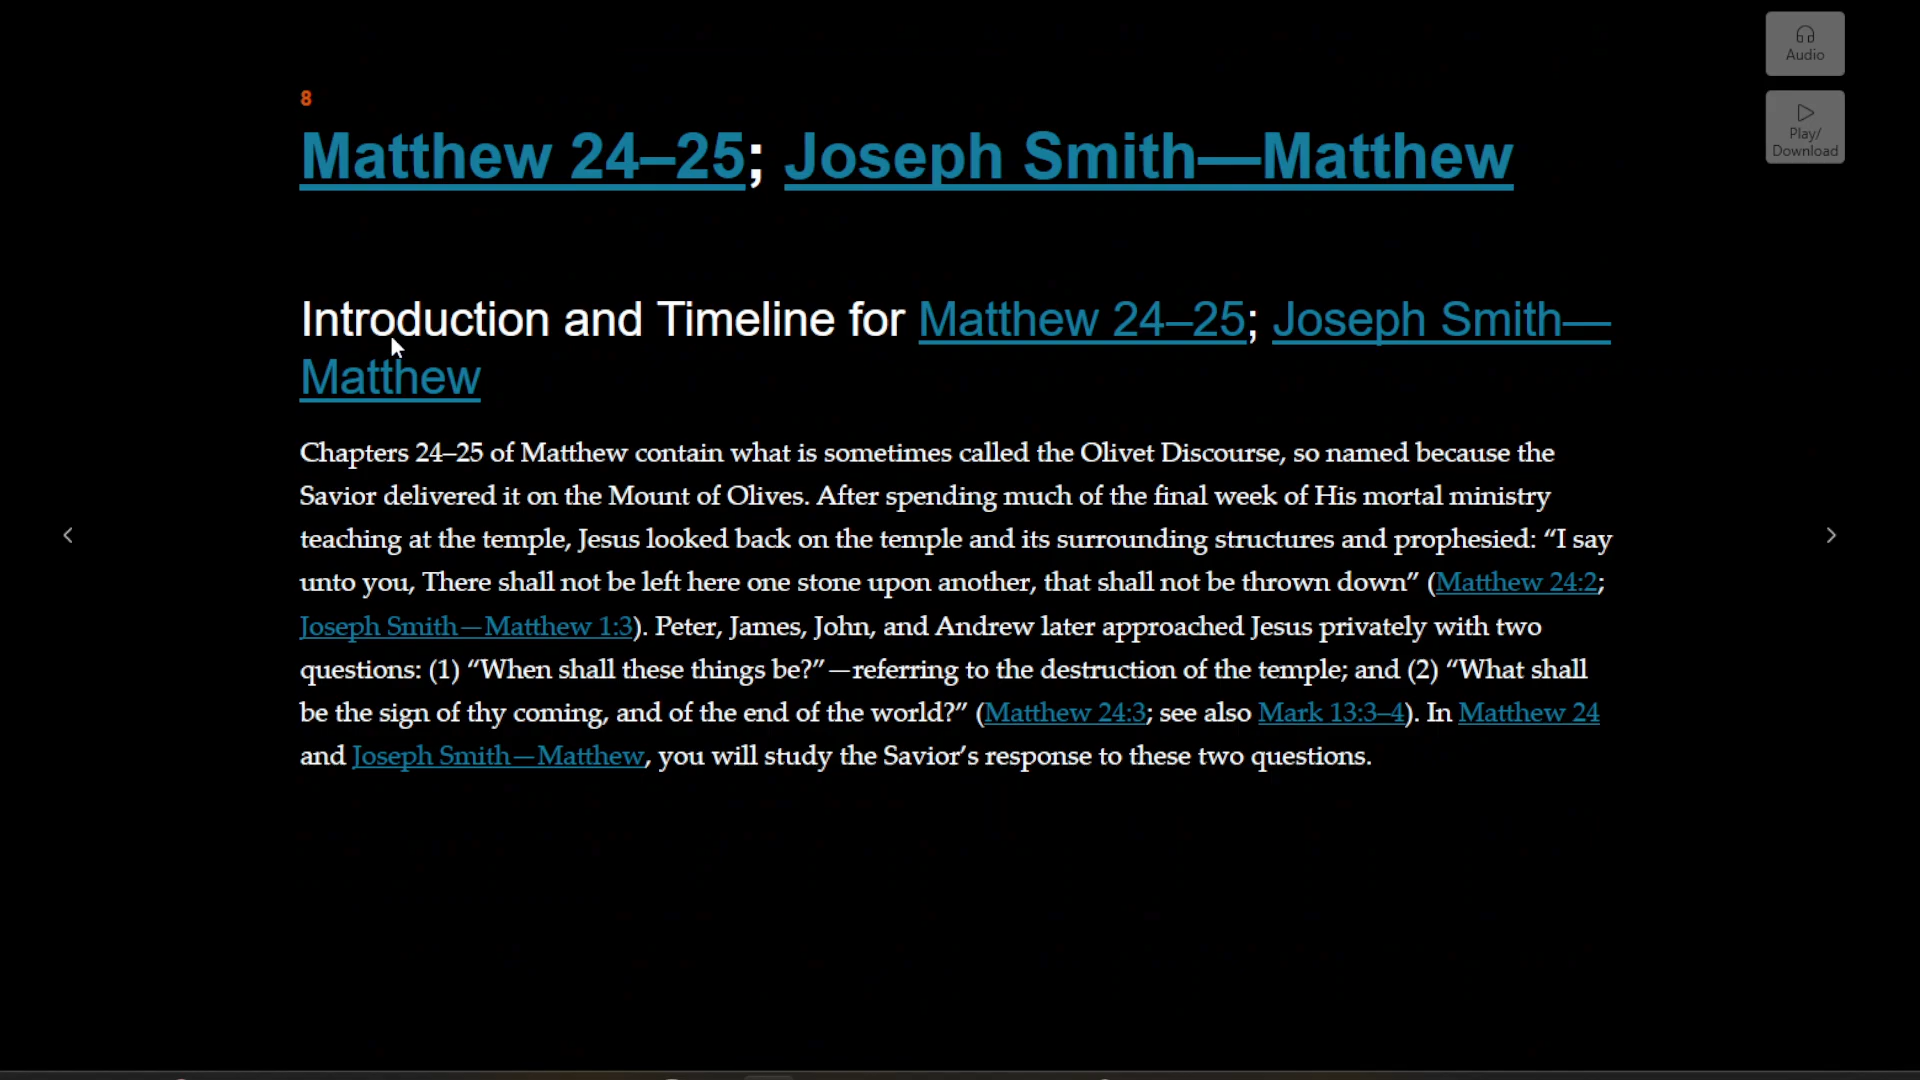 Audio
Play/
Download
8
Matthew 24–25; Joseph Smith—Matthew
Introduction and Timeline for Matthew 24–25; Joseph Smith—
Matthew
Chapters 24–25 of Matthew contain what is sometimes called the Olivet Discourse, so named because the
Savior delivered it on the Mount of Olives. After spending much of the final week of His mortal ministry
teaching at the temple, Jesus looked back on the temple and its surrounding structures and prophesied: “I say
unto you, There shall not be left here one stone upon another, that shall not be thrown down” (Matthew 24:2;
Joseph Smith—Matthew 1:3). Peter, James, John, and Andrew later approached Jesus privately with two
questions: (1) “When shall these things be?”—referring to the destruction of the temple; and (2) “What shall
be the sign of thy coming, and of the end of the world?” (Matthew 24:3; see also Mark 13:3–4). In Matthew 24
and Joseph Smith—Matthew, you will study the Savior’s response to these two questions.